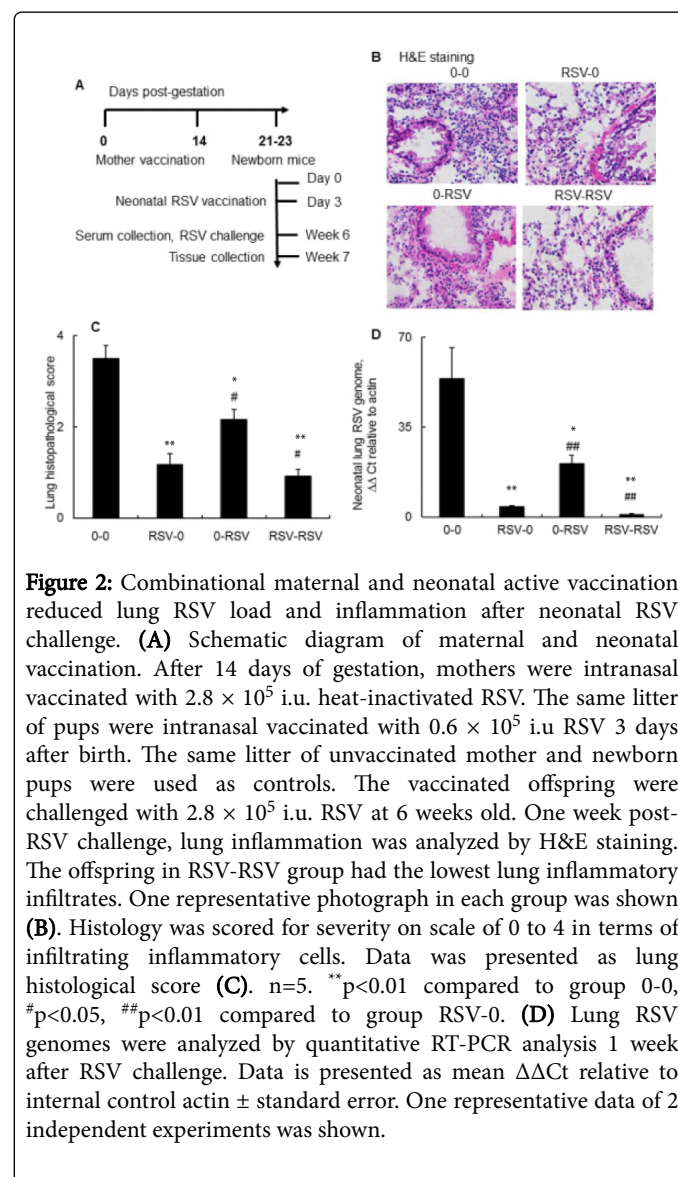 A
Days post-gestation
0 14 21-23
Mother vaccination Newborn mice
Day 0
Neonatal RSV vaccination Day 3
Serum collection, RSV challenge Week 6
Tissue collection Week 7
B H&E staining
0-0 RSV-0
0-RSV RSV-RSV
C
Lung histopathological score
4
2
0
**
*
#
**
#
0-0 RSV-0 0-RSV RSV-RSV
D
Neonatal lung RSV genome,
ΔΔ Ct relative to actin
70
35
0
**
*
##
**
##
0-0 RSV-0 0-RSV RSV-RSV
Figure 2: Combinational maternal and neonatal active vaccination
reduced lung RSV load and inflammation after neonatal RSV
challenge. (A) Schematic diagram of maternal and neonatal
vaccination. After 14 days of gestation, mothers were intranasal
vaccinated with 2.8 × 10⁵ i.u. heat-inactivated RSV. The same litter
of pups were intranasal vaccinated with 0.6 × 10⁵ i.u RSV 3 days
after birth. The same litter of unvaccinated mother and newborn
pups were used as controls. The vaccinated offspring were
challenged with 2.8 × 10⁵ i.u. RSV at 6 weeks old. One week post-
RSV challenge, lung inflammation was analyzed by H&E staining.
The offspring in RSV-RSV group had the lowest lung inflammatory
infiltrates. One representative photograph in each group was shown
(B). Histology was scored for severity on scale of 0 to 4 in terms of
infiltrating inflammatory cells. Data was presented as lung
histological score (C). n=5. **p<0.01 compared to group 0-0,
#p<0.05, ##p<0.01 compared to group RSV-0. (D) Lung RSV
genomes were analyzed by quantitative RT-PCR analysis 1 week
after RSV challenge. Data is presented as mean ΔΔCt relative to
internal control actin ± standard error. One representative data of 2
independent experiments was shown.